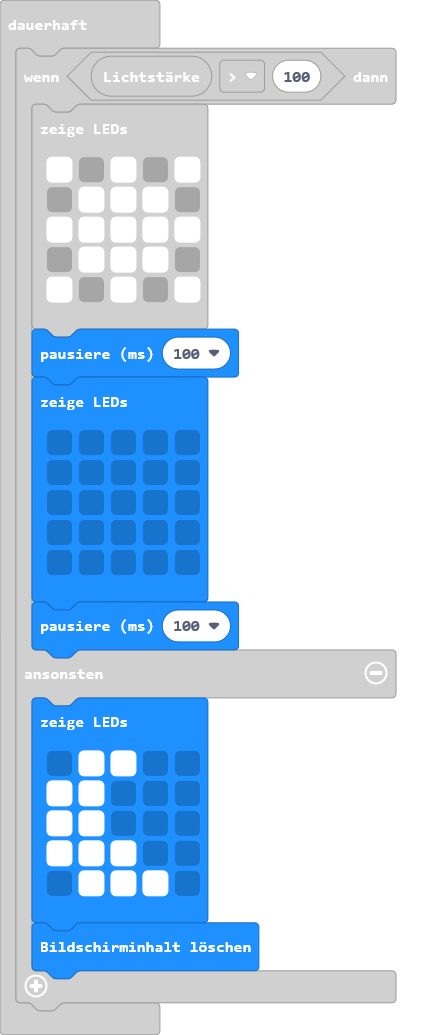 dauerhaft
wenn Lichtstärke > 100 dann
zeige LEDs
pausiere (ms) 100
zeige LEDs
pausiere (ms) 100
ansonsten
zeige LEDs
Bildschirminhalt löschen